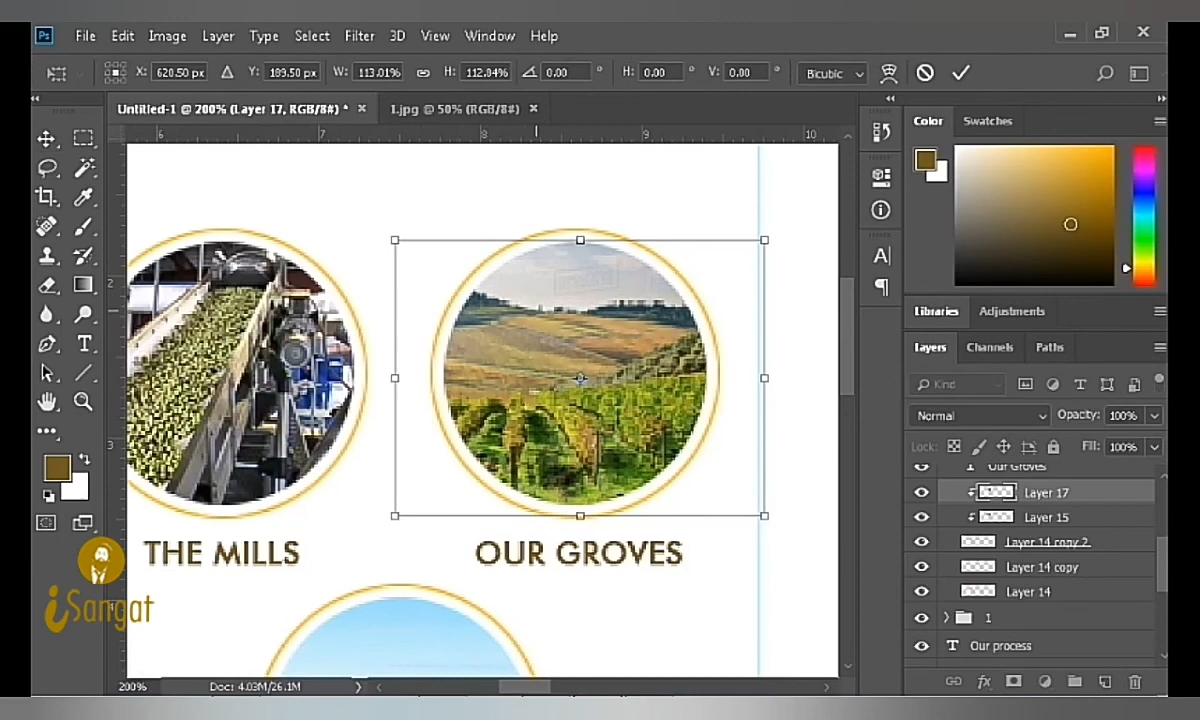 Ps File Edit Image Layer Type Select Filter 3D View Window Help
X: 620.50 px Y: 189.50 px W: 113.01% H: 112.84% 0.00 ° H: 0.00 ° V: 0.00 ° Bicubic
Untitled-1 @ 200% (Layer 17, RGB/8#) * × 1.jpg @ 50% (RGB/8#) ×
6 7 8 9 10
Color Swatches
2
3
Libraries Adjustments
Layers Channels Paths
Kind
Normal Opacity: 100%
Lock: Fill: 100%
Our Groves
Layer 17
Layer 15
Layer 14 copy 2
Layer 14 copy
Layer 14
1
T Our process
THE MILLS OUR GROVES
iSangat
200% Doc: 4.03M/26.1M